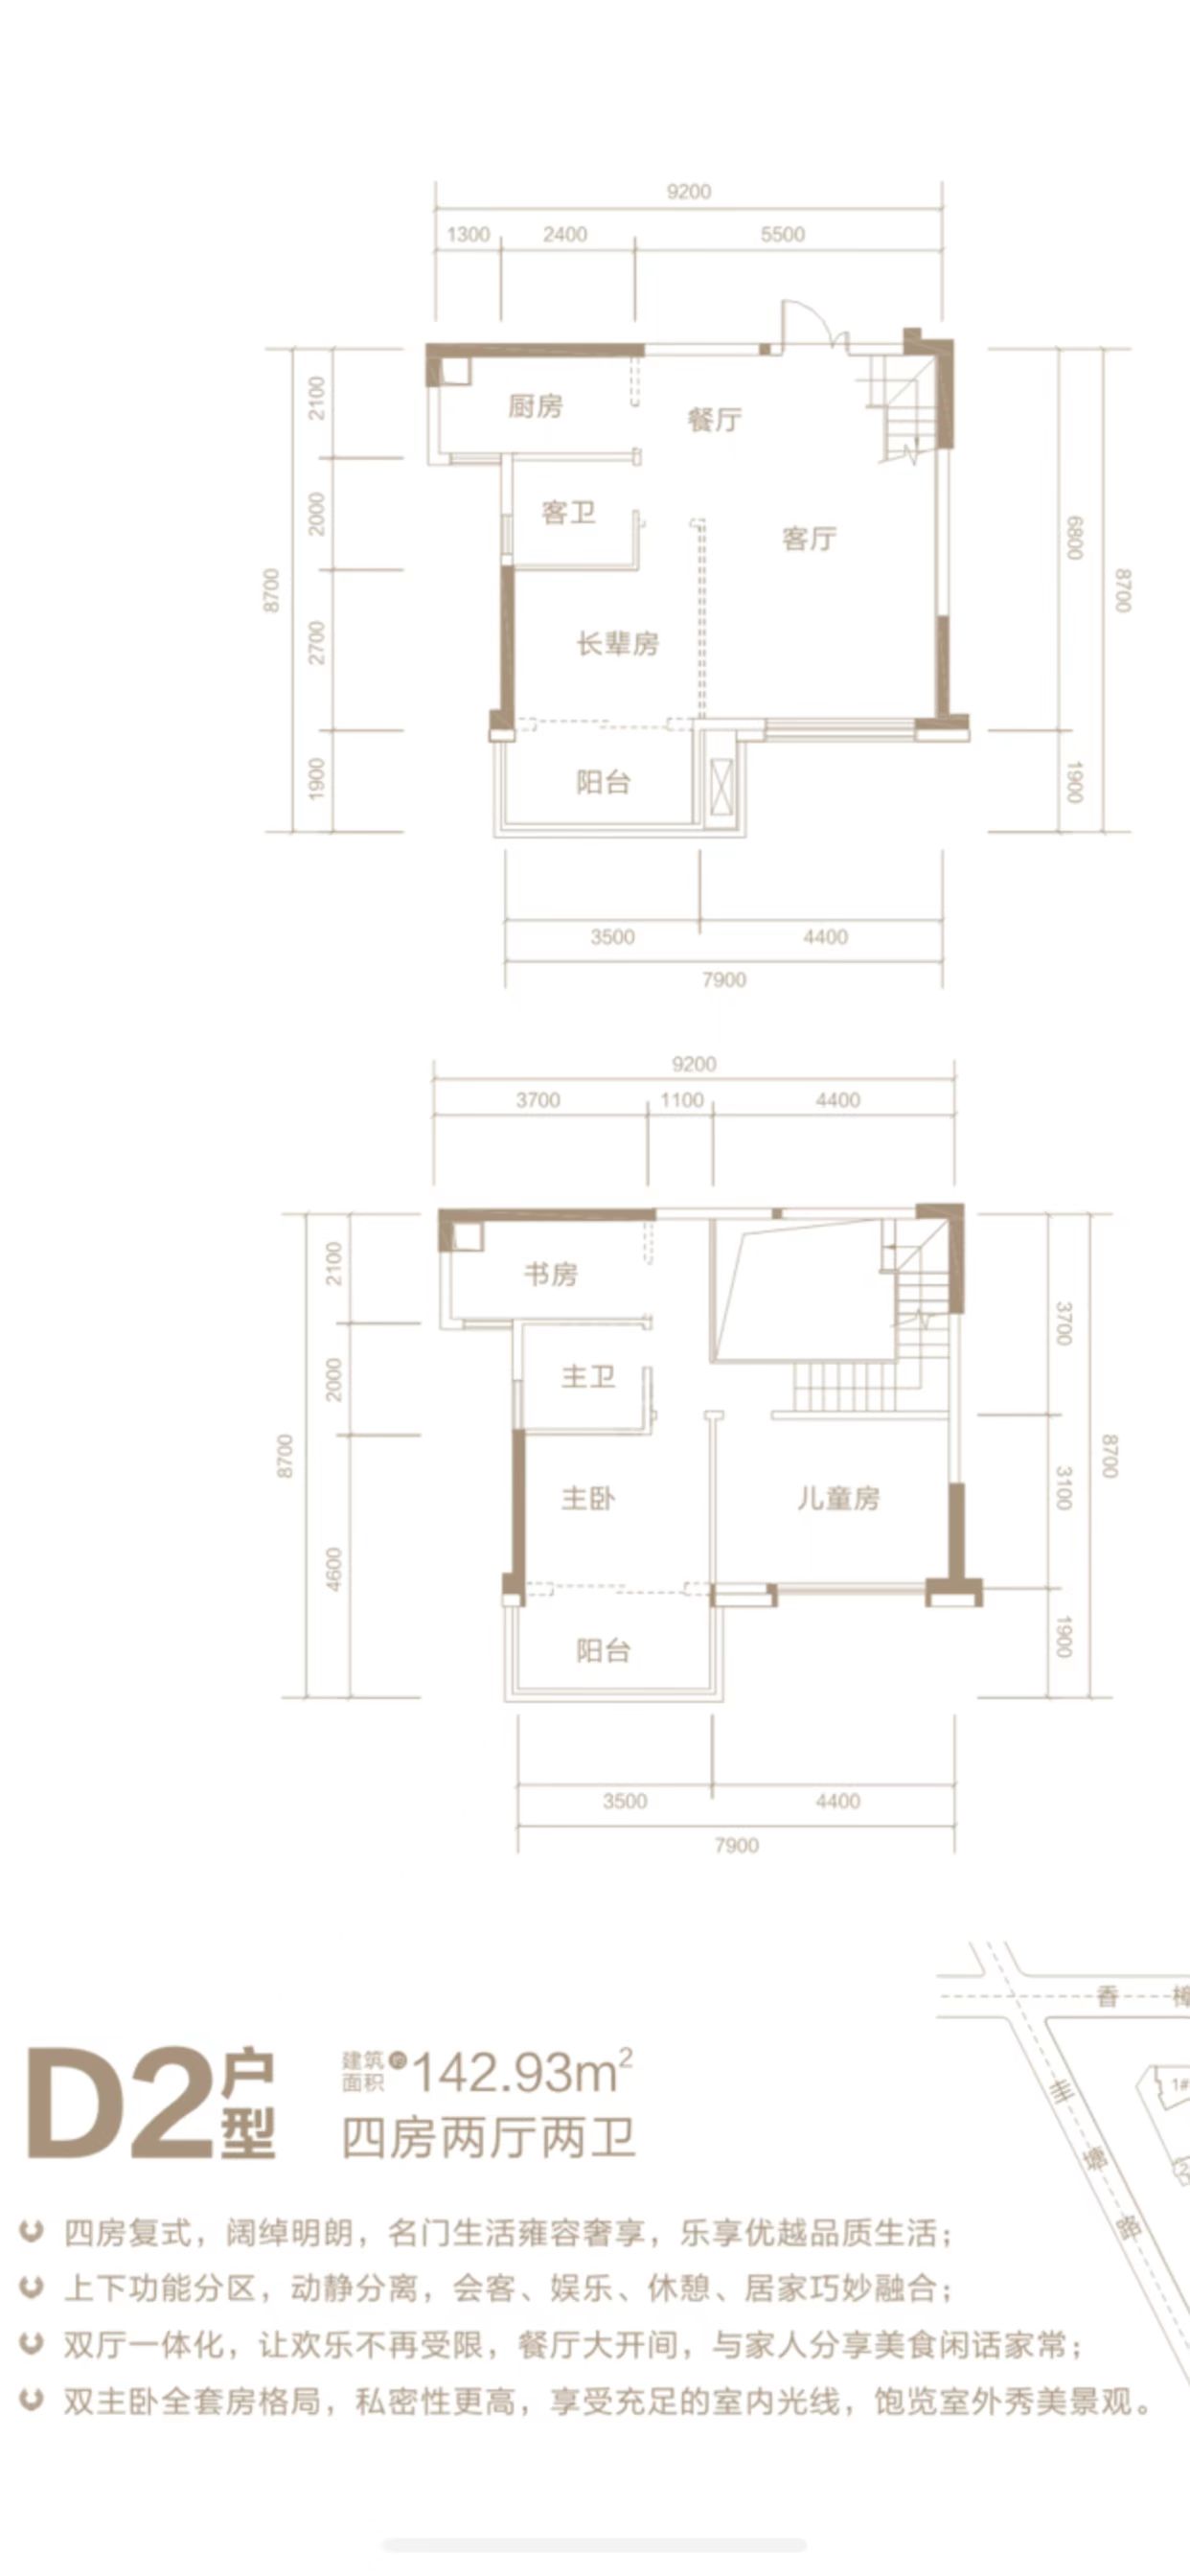 9200
1300 2400 5500
2100
厨房
餐厅
2000
客卫
客厅
6800
8700
8700
2700
长辈房
1900
阳台
1900
3500 4400
7900
9200
3700 1100 4400
2100
书房
3700
2000
主卫
8700
8700
主卧
儿童房
3100
4600
阳台
1900
3500 4400
7900
香 樟
圭
塘
路
1#
D2户型
建筑面积约142.93m²
四房两厅两卫
四房复式，阔绰明朗，名门生活雍容奢享，乐享优越品质生活；
上下功能分区，动静分离，会客、娱乐、休憩、居家巧妙融合；
双厅一体化，让欢乐不再受限，餐厅大开间，与家人分享美食闲话家常；
双主卧全套房格局，私密性更高，享受充足的室内光线，饱览室外秀美景观。